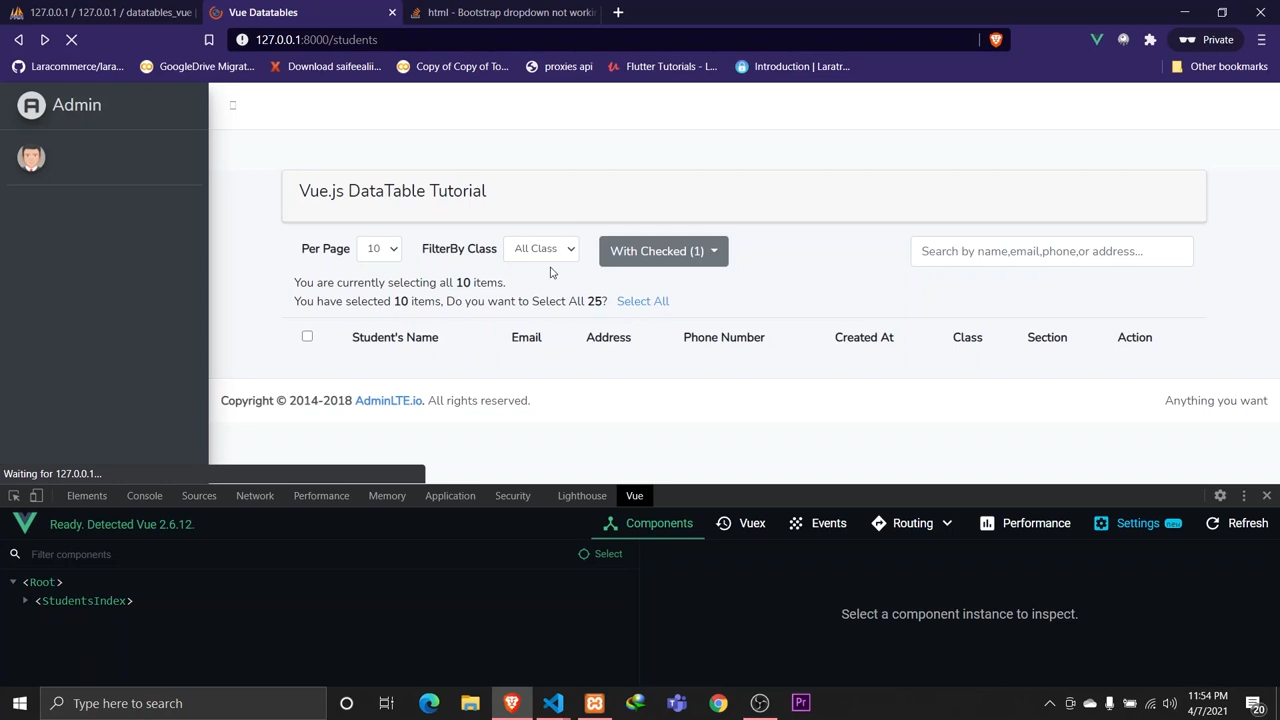 127.0.0.1 / 127.0.0.1 / datatables_vue
Vue Datatables
html - Bootstrap dropdown not worki
127.0.0.1:8000/students
Private
Laracommerce/lara...
GoogleDrive Migrat...
Download saifeealii...
Copy of Copy of To...
proxies api
Flutter Tutorials - L...
Introduction | Laratr...
Other bookmarks
Admin
Vue.js DataTable Tutorial
Per Page
10
FilterBy Class
All Class
With Checked (1)
Search by name,email,phone,or address...
You are currently selecting all 10 items.
You have selected 10 items, Do you want to Select All 25? Select All
Student's Name
Email
Address
Phone Number
Created At
Class
Section
Action
Copyright © 2014-2018 AdminLTE.io. All rights reserved.
Anything you want
Waiting for 127.0.0.1...
Elements
Console
Sources
Network
Performance
Memory
Application
Security
Lighthouse
Vue
Ready. Detected Vue 2.6.12.
Components
Vuex
Events
Routing
Performance
Settings new
Refresh
Filter components
Select
<Root>
<StudentsIndex>
Select a component instance to inspect.
Type here to search
11:54 PM
4/7/2021
20